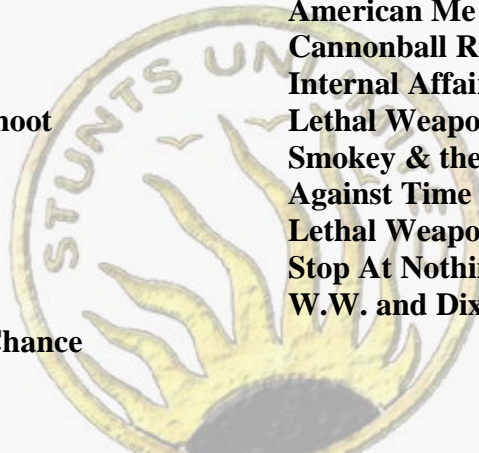 hoot
Chance
American Me
Cannonball R
Internal Affair
Lethal Weapo
Smokey & the
Against Time
Lethal Weapo
Stop At Nothin
W.W. and Dix
STUNTS